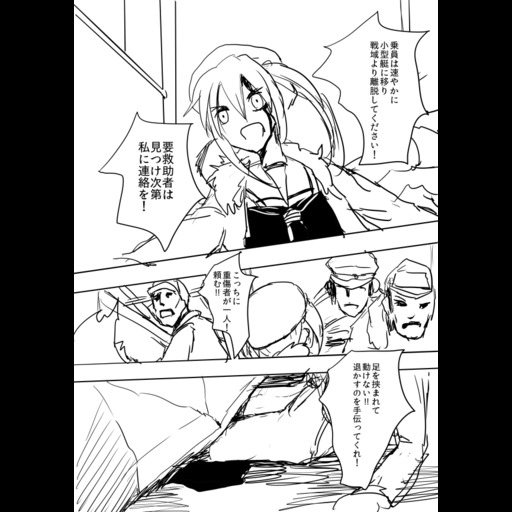 乗員は速やかに
小型艇に移り
戦域より離脱してください！
要救助者は
見つけ次第
私に連絡を！
こっちに
重傷者が一人！
頼む!!
足を挟まれて
動けない!!
退かすのを手伝ってくれ！